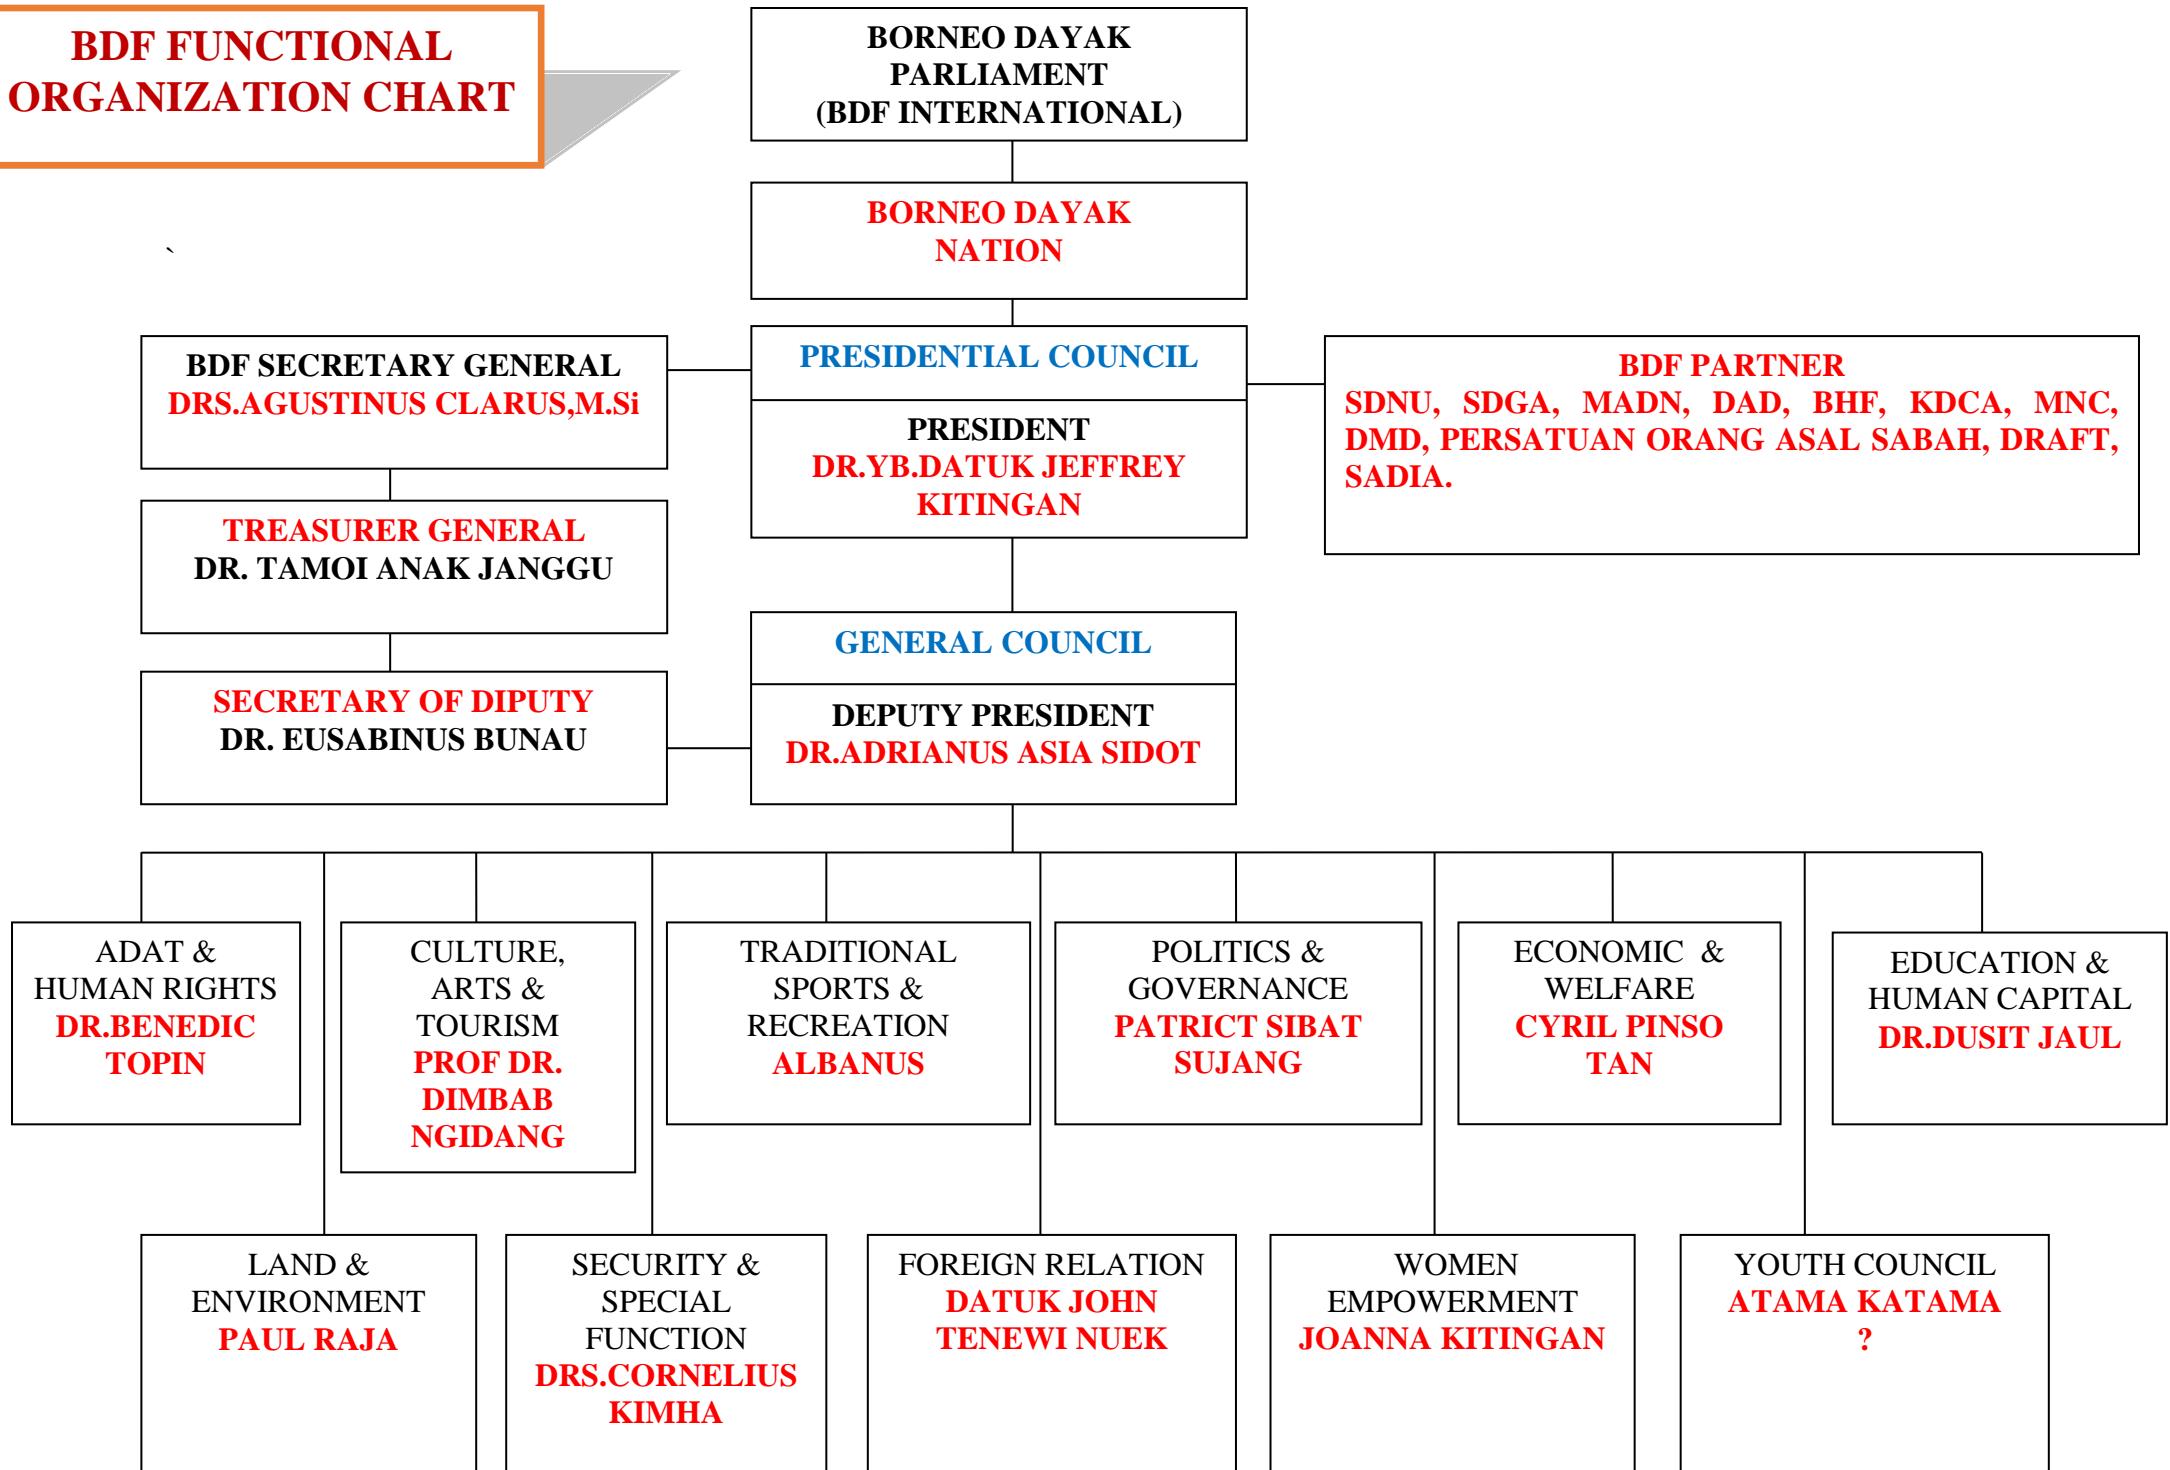 BDF FUNCTIONAL
ORGANIZATION CHART
BORNEO DAYAK
PARLIAMENT
(BDF INTERNATIONAL)
BORNEO DAYAK
NATION
`
BDF SECRETARY GENERAL
DRS.AGUSTINUS CLARUS,M.Si
PRESIDENTIAL COUNCIL
PRESIDENT
DR.YB.DATUK JEFFREY
KITINGAN
BDF PARTNER
SDNU, SDGA, MADN, DAD, BHF, KDCA, MNC,
DMD, PERSATUAN ORANG ASAL SABAH, DRAFT,
SADIA.
TREASURER GENERAL
DR. TAMOI ANAK JANGGU
GENERAL COUNCIL
DEPUTY PRESIDENT
DR.ADRIANUS ASIA SIDOT
SECRETARY OF DIPUTY
DR. EUSABINUS BUNAU
ADAT &
HUMAN RIGHTS
DR.BENEDIC
TOPIN
CULTURE,
ARTS &
TOURISM
PROF DR.
DIMBAB
NGIDANG
TRADITIONAL
SPORTS &
RECREATION
ALBANUS
POLITICS &
GOVERNANCE
PATRICT SIBAT
SUJANG
ECONOMIC &
WELFARE
CYRIL PINSO
TAN
EDUCATION &
HUMAN CAPITAL
DR.DUSIT JAUL
LAND &
ENVIRONMENT
PAUL RAJA
SECURITY &
SPECIAL
FUNCTION
DRS.CORNELIUS
KIMHA
FOREIGN RELATION
DATUK JOHN
TENEWI NUEK
WOMEN
EMPOWERMENT
JOANNA KITINGAN
YOUTH COUNCIL
ATAMA KATAMA
?